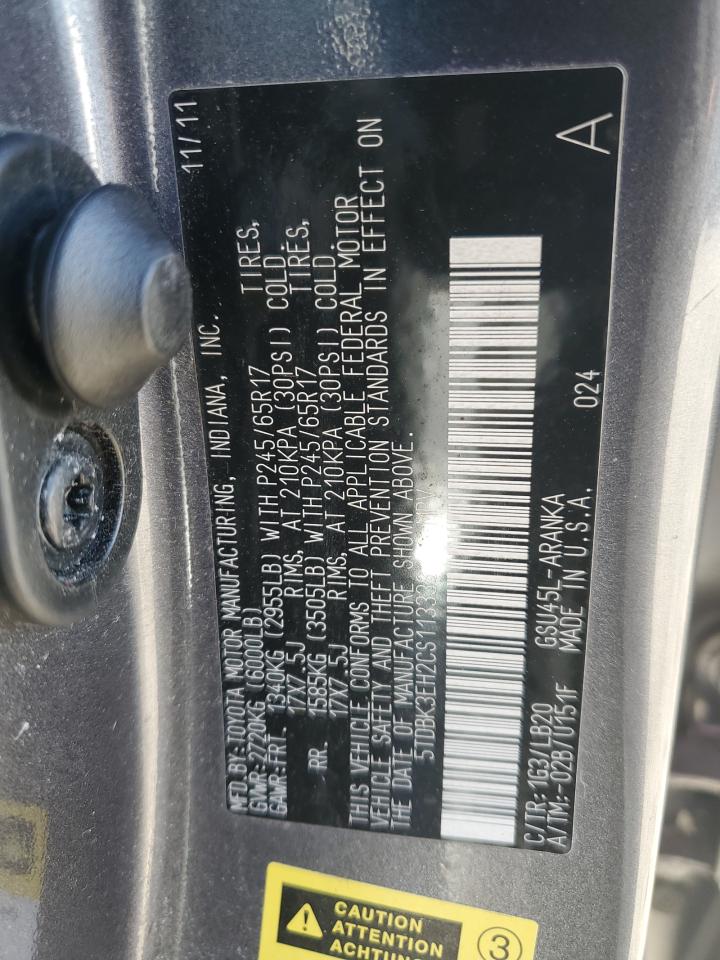 11/11
MFD.BY:TOYOTA MOTOR MANUFACTURING, INDIANA, INC.
GVWR:2720KG (6000LB)
GAWR:FRT. 1340KG (2955LB) WITH P245/65R17 TIRES,
17X7.5J RIMS, AT 210KPA (30PSI) COLD.
RR. 1585KG (3505LB) WITH P245/65R17 TIRES,
17X7.5J RIMS, AT 210KPA (30PSI) COLD.
THIS VEHICLE CONFORMS TO ALL APPLICABLE FEDERAL MOTOR
VEHICLE SAFETY AND THEFT PREVENTION STANDARDS IN EFFECT ON
THE DATE OF MANUFACTURE SHOWN ABOVE.
C/TR:1G3/LB20 GSU45L-ARANKA 024
A/TM:-02B/U151F MADE IN U.S.A. A
CAUTION
ATTENTION
ACHTUNG
3